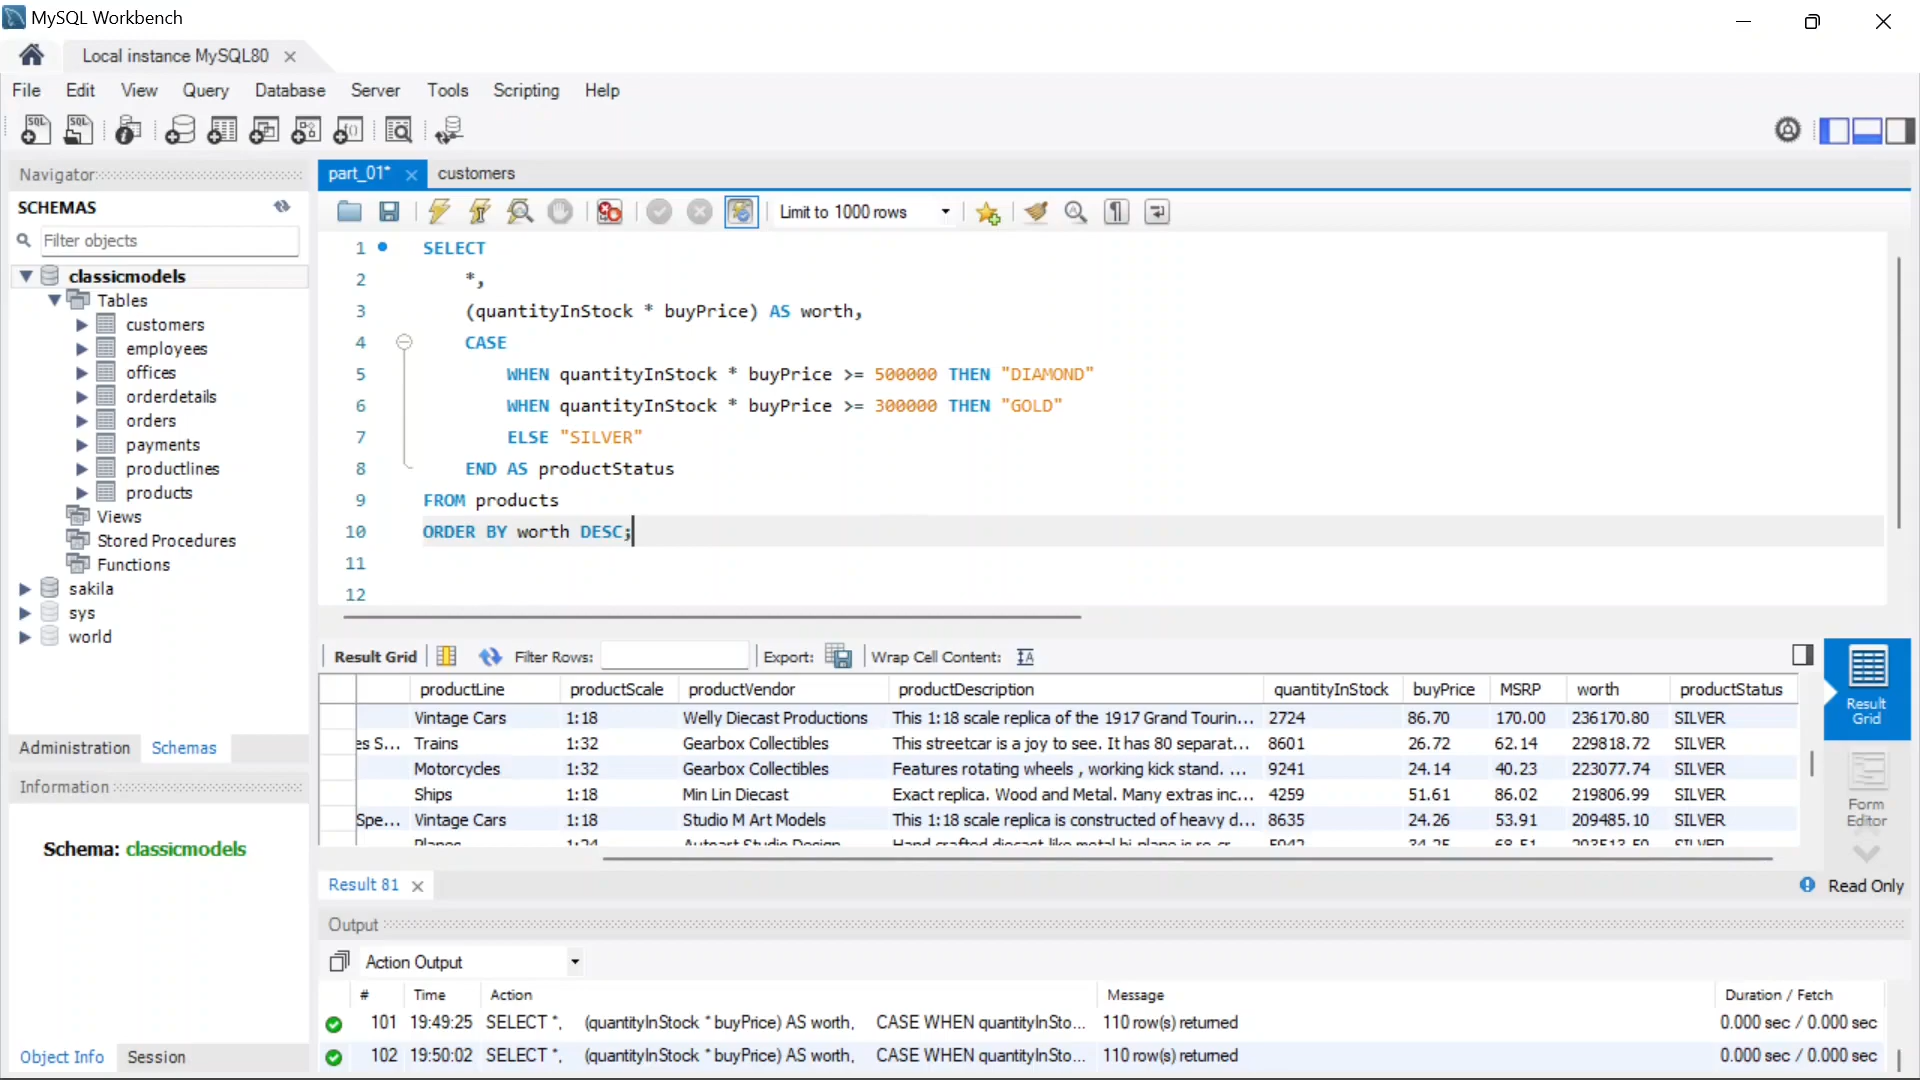 MySQL Workbench
Local instance MySQL80
File Edit View Query Database Server Tools Scripting Help
Navigator
part_01* customers
SCHEMAS
Filter objects
Limit to 1000 rows
classicmodels
Tables
customers
employees
offices
orderdetails
orders
payments
productlines
products
Views
Stored Procedures
Functions
sakila
sys
world
Administration Schemas
Information
Schema: classicmodels
Object Info Session
1 SELECT
2 *,
3 (quantityInStock * buyPrice) AS worth,
4 CASE
5 WHEN quantityInStock * buyPrice >= 500000 THEN "DIAMOND"
6 WHEN quantityInStock * buyPrice >= 300000 THEN "GOLD"
7 ELSE "SILVER"
8 END AS productStatus
9 FROM products
10 ORDER BY worth DESC;
11
12
Result Grid Filter Rows: Export: Wrap Cell Content:
productLine productScale productVendor productDescription quantityInStock buyPrice MSRP worth productStatus
Vintage Cars 1:18 Welly Diecast Productions This 1:18 scale replica of the 1917 Grand Tourin... 2724 86.70 170.00 236170.80 SILVER
es S... Trains 1:32 Gearbox Collectibles This streetcar is a joy to see. It has 80 separat... 8601 26.72 62.14 229818.72 SILVER
Motorcycles 1:32 Gearbox Collectibles Features rotating wheels , working kick stand. ... 9241 24.14 40.23 223077.74 SILVER
Ships 1:18 Min Lin Diecast Exact replica. Wood and Metal. Many extras inc... 4259 51.61 86.02 219806.99 SILVER
Spe... Vintage Cars 1:18 Studio M Art Models This 1:18 scale replica is constructed of heavy d... 8635 24.26 53.91 209485.10 SILVER
Result Grid
Form Editor
Result 81 Read Only
Output
Action Output
# Time Action Message Duration / Fetch
101 19:49:25 SELECT *, (quantityInStock * buyPrice) AS worth, CASE WHEN quantityInSto... 110 row(s) returned 0.000 sec / 0.000 sec
102 19:50:02 SELECT *, (quantityInStock * buyPrice) AS worth, CASE WHEN quantityInSto... 110 row(s) returned 0.000 sec / 0.000 sec